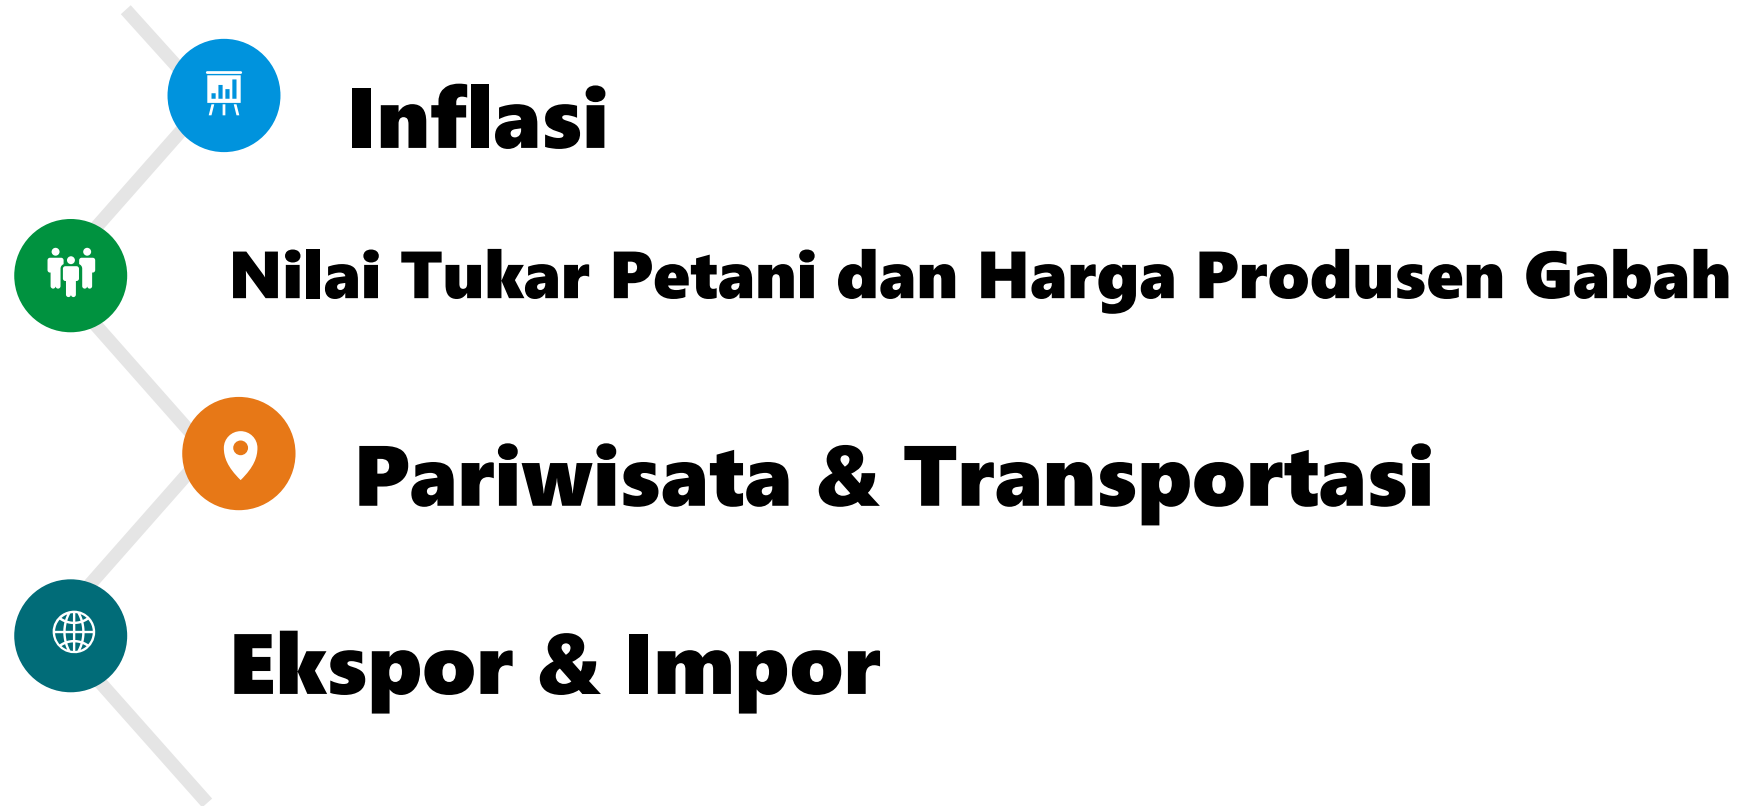 Inflasi
Nilai Tukar Petani dan Harga Produsen Gabah
Pariwisata & Transportasi
Ekspor & Impor